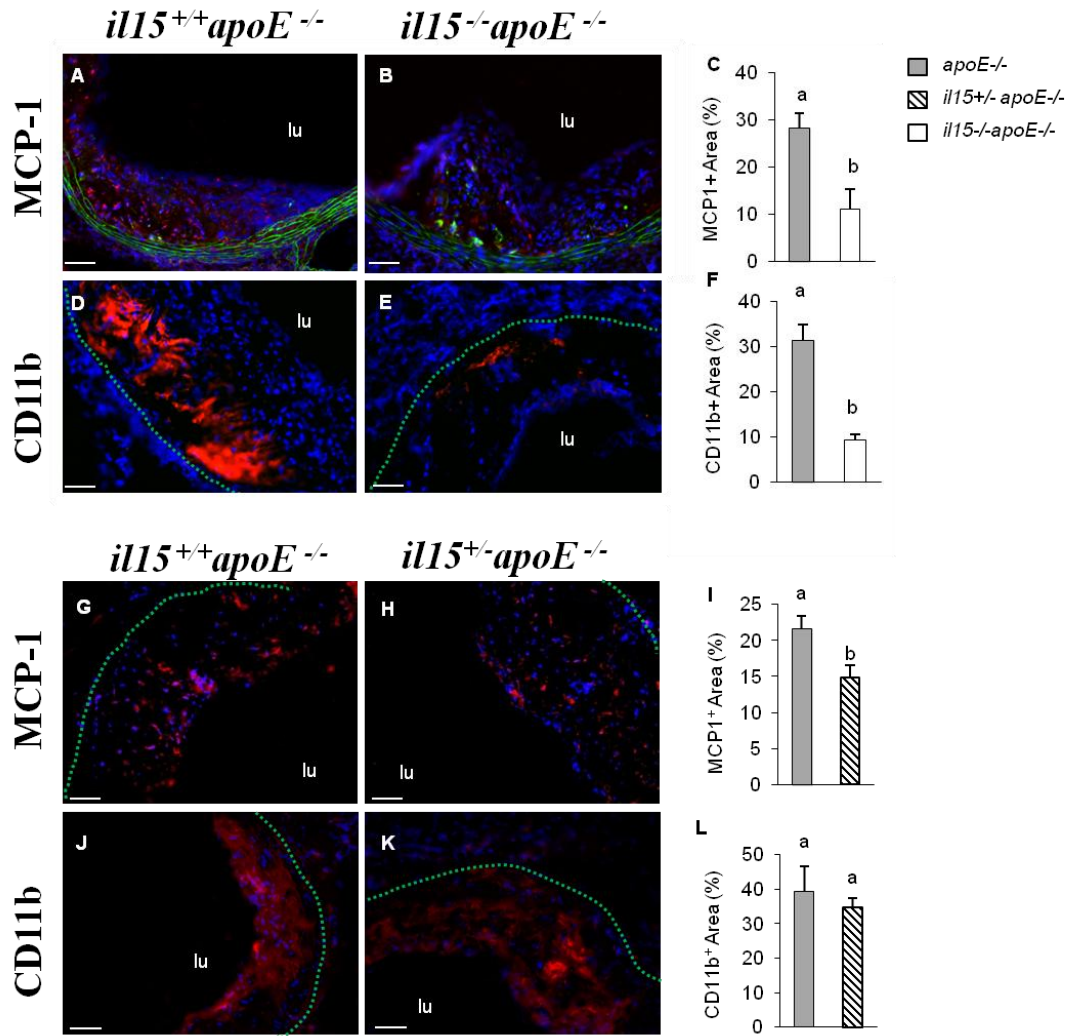 il15+/+apoE -/-
il15-/-apoE -/-
MCP-1
A
lu
B
lu
C
MCP1+ Area (%)
40
30
20
10
0
a
b
apoE-/-
il15+/- apoE-/-
il15-/-apoE-/-
CD11b
D
lu
E
lu
F
CD11b+ Area (%)
40
30
20
10
0
a
b
il15+/+apoE -/-
il15+/-apoE -/-
MCP-1
G
lu
H
lu
I
MCP1+ Area (%)
25
20
15
10
5
0
a
b
CD11b
J
lu
K
lu
L
CD11b+ Area (%)
50
40
30
20
10
0
a
a